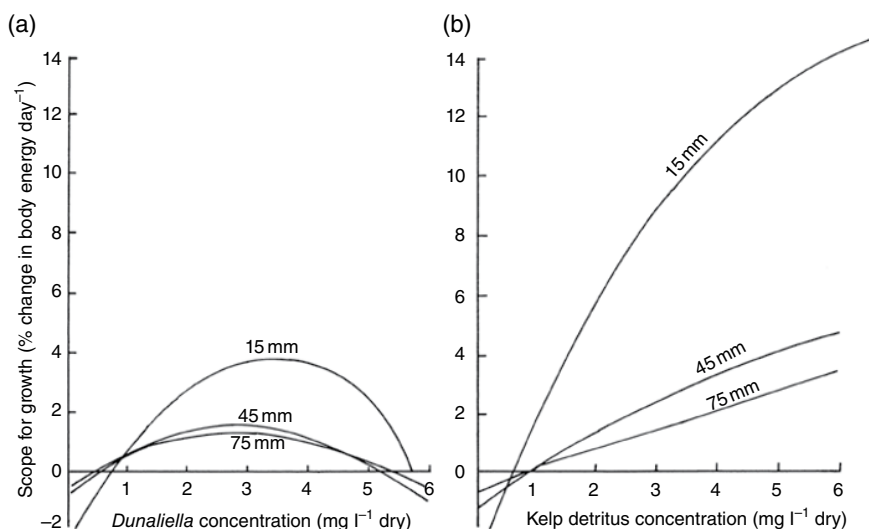 (a)
Scope for growth (% change in body energy day⁻¹)
14
12
10
8
6
4
2
0
−2
15 mm
45 mm
75 mm
1 2 3 4 5 6
Dunaliella concentration (mg l⁻¹ dry)
(b)
14
12
10
8
6
4
2
0
15 mm
45 mm
75 mm
1 2 3 4 5 6
Kelp detritus concentration (mg l⁻¹ dry)